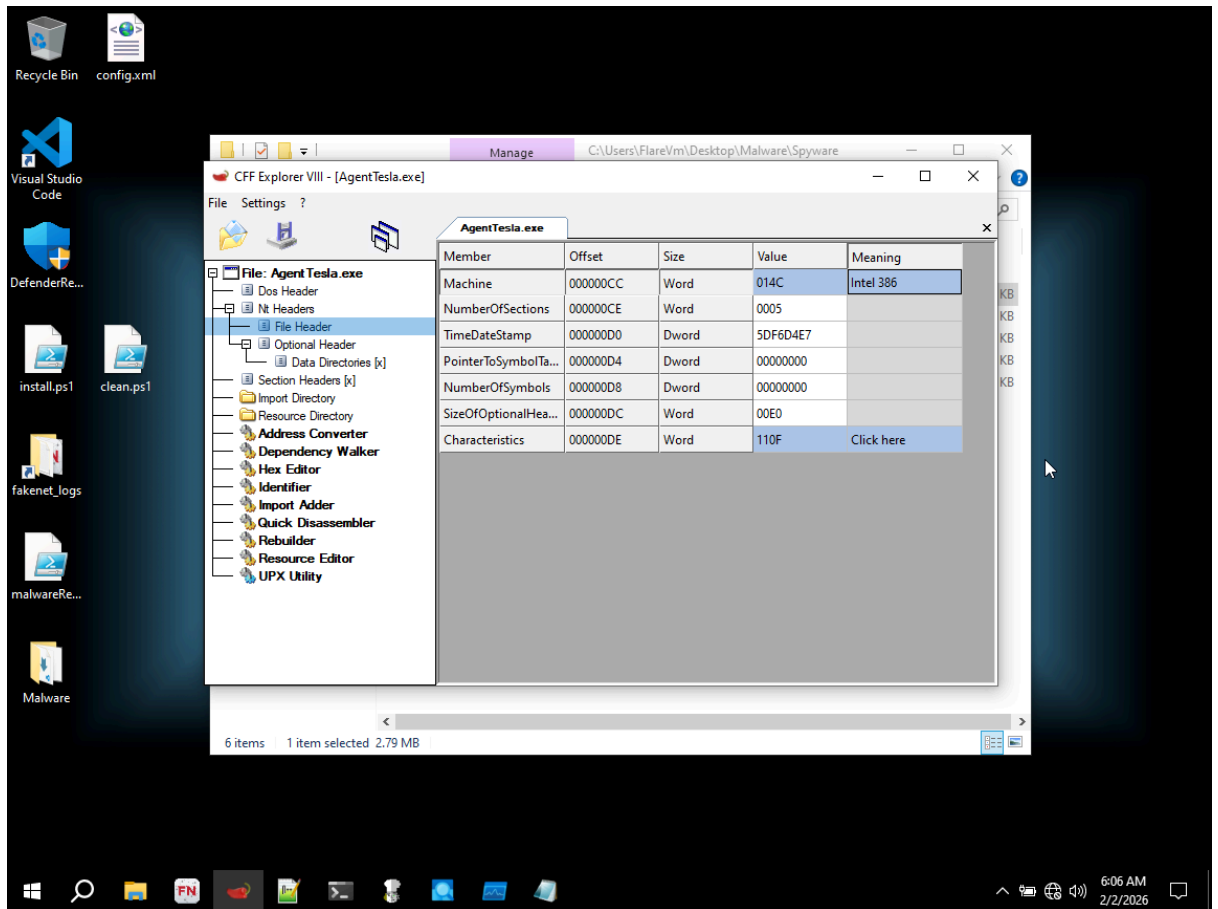 Recycle Bin
config.xml
Visual Studio
Code
DefenderRe...
install.ps1
clean.ps1
fakenet_logs
malwareRe...
Malware
Manage
C:\Users\FlareVm\Desktop\Malware\Spyware
CFF Explorer VIII - [AgentTesla.exe]
File Settings ?
AgentTesla.exe
File: AgentTesla.exe
Dos Header
Nt Headers
File Header
Optional Header
Data Directories [x]
Section Headers [x]
Import Directory
Resource Directory
Address Converter
Dependency Walker
Hex Editor
Identifier
Import Adder
Quick Disassembler
Rebuilder
Resource Editor
UPX Utility
Member Offset Size Value Meaning
Machine 000000CC Word 014C Intel 386
NumberOfSections 000000CE Word 0005
TimeDateStamp 000000D0 Dword 5DF6D4E7
PointerToSymbolTa... 000000D4 Dword 00000000
NumberOfSymbols 000000D8 Dword 00000000
SizeOfOptionalHea... 000000DC Word 00E0
Characteristics 000000DE Word 110F Click here
KB
KB
KB
KB
KB
6 items 1 item selected 2.79 MB
FN
6:06 AM
2/2/2026